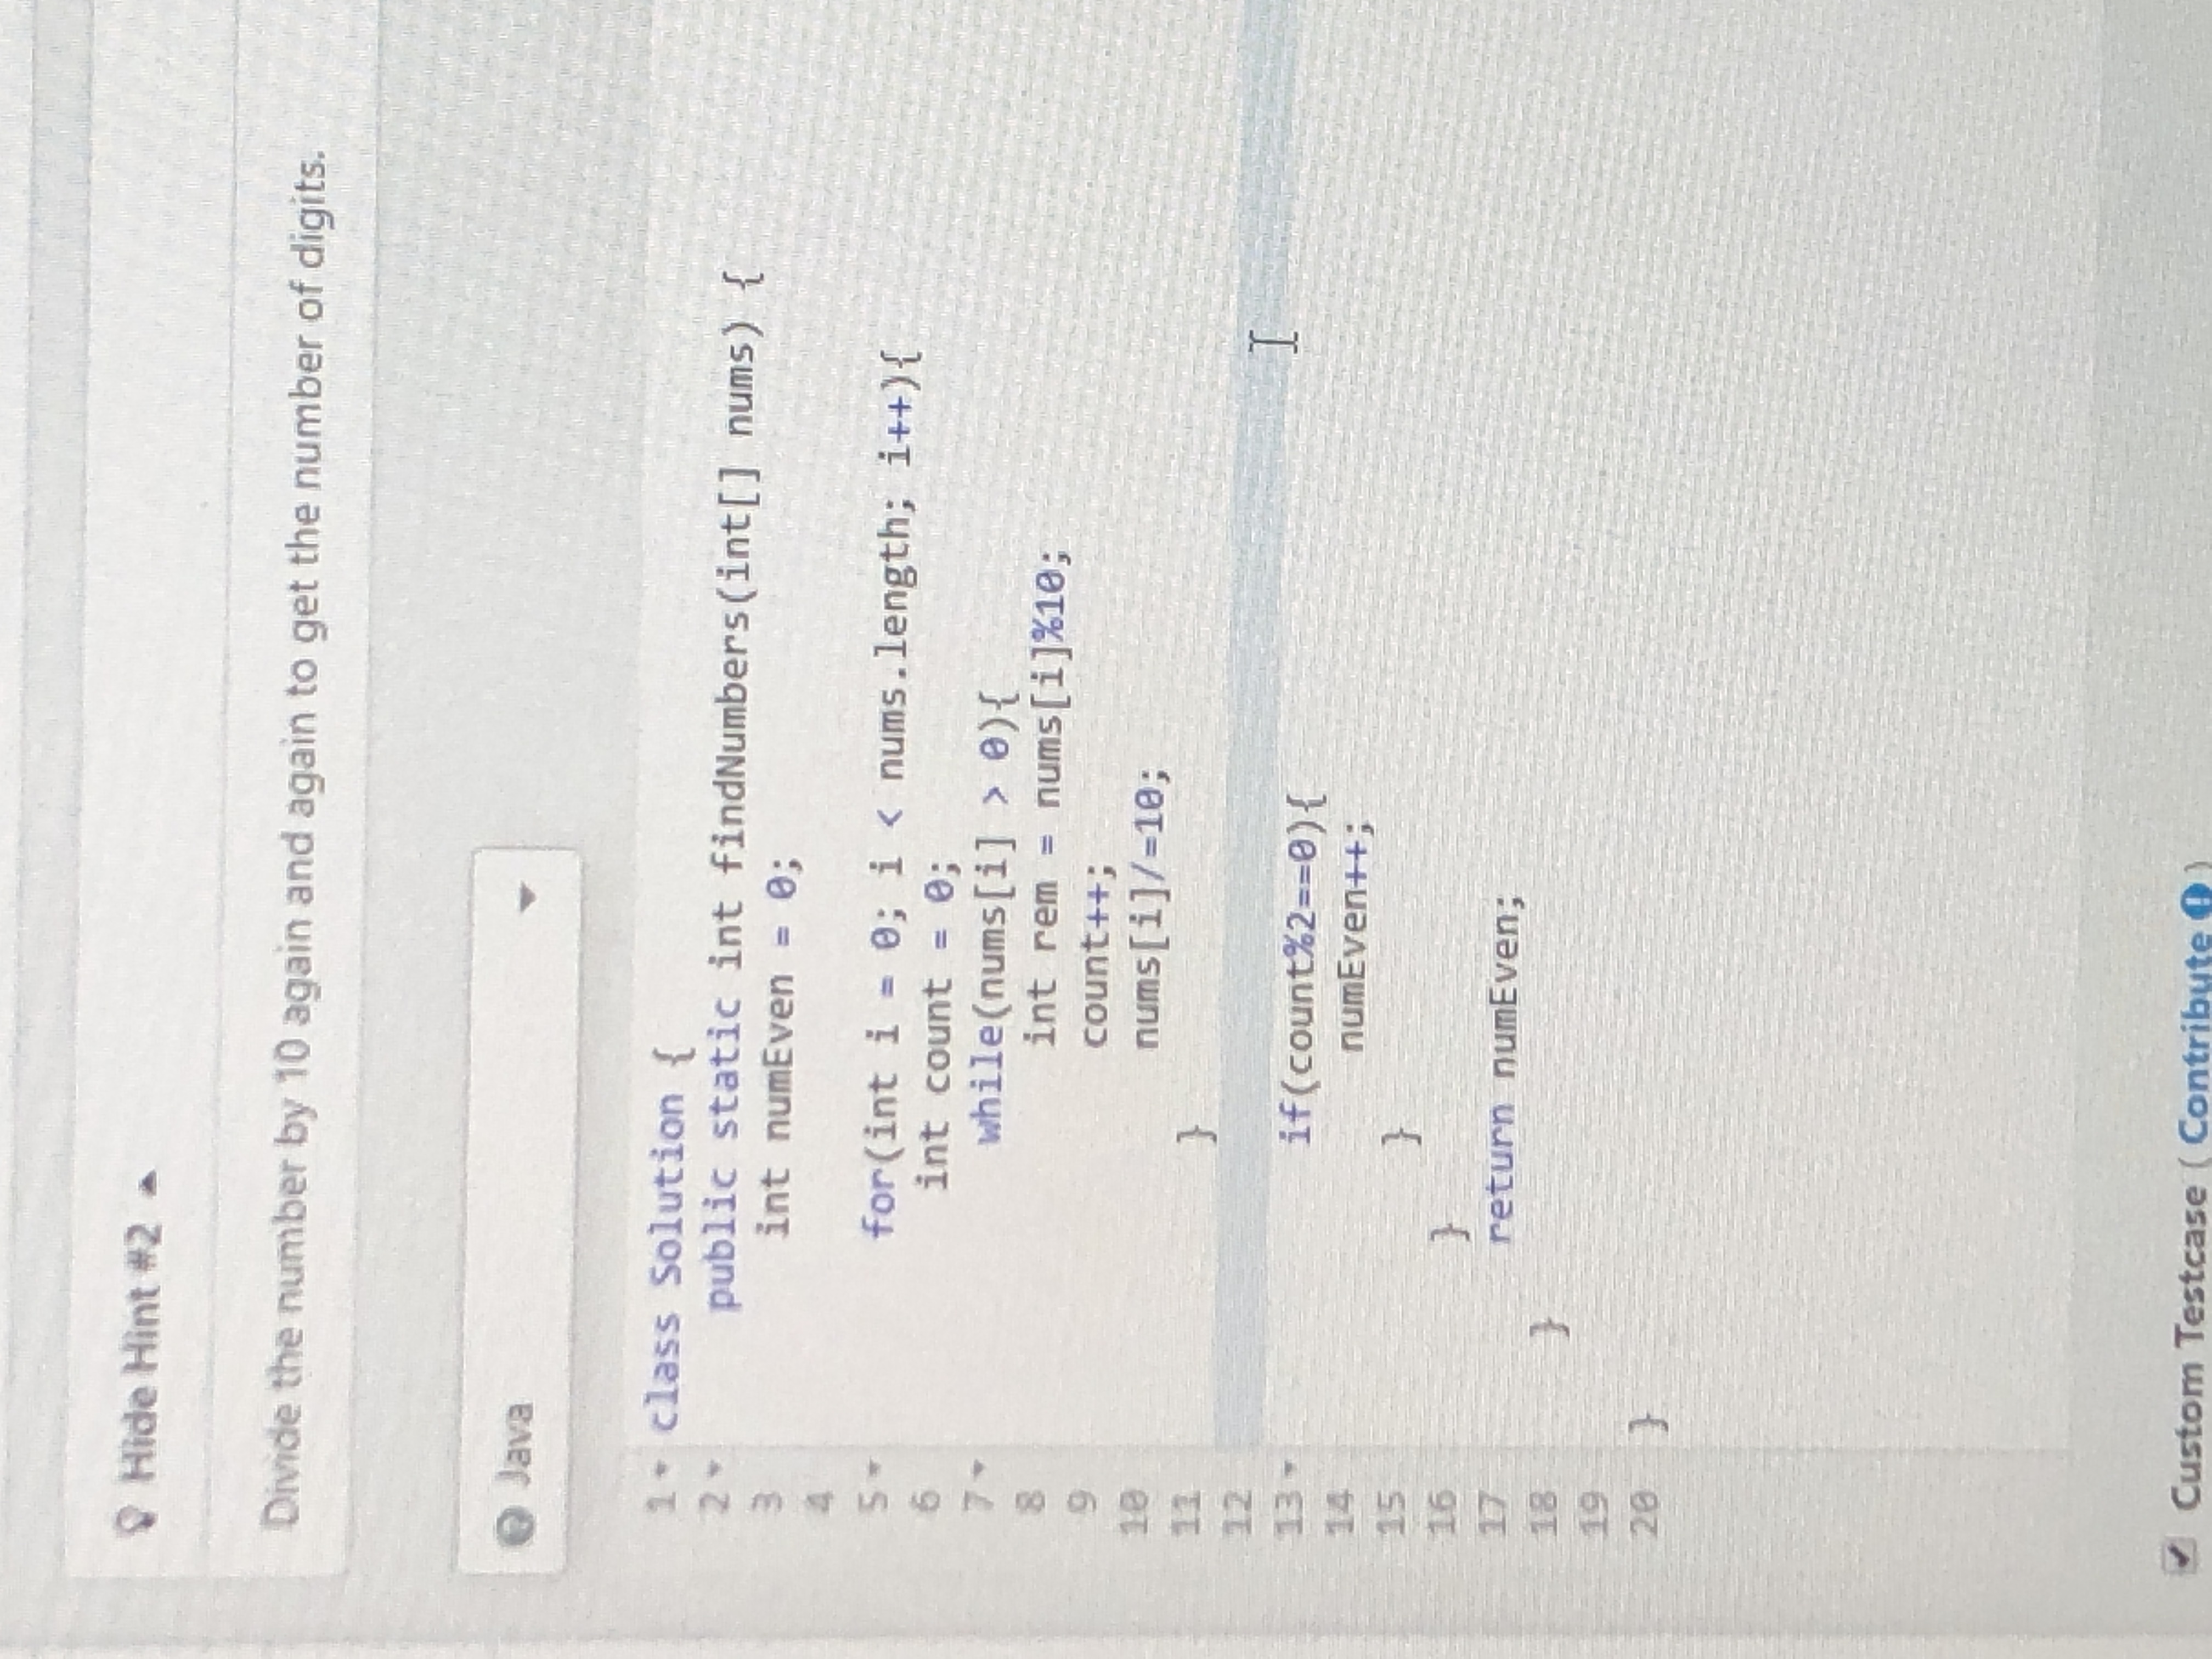 Hide Hint #2
Divide the number by 10 again and again to get the number of digits.
Java
1 class Solution {
2     public static int findNumbers(int[] nums) {
3        int numEven = 0;
4
5        for(int i = 0; i < nums.length; i++){
6          int count = 0;
7            while(nums[i] > 0){
8                int rem = nums[i]%10;
9                count++;
10                nums[i]/=10;
11            }
12
13            if(count%2==0){
14                numEven++;
15            }
16        }
17        return numEven;
18    }
19
20 }
Custom Testcase ( Contribute )